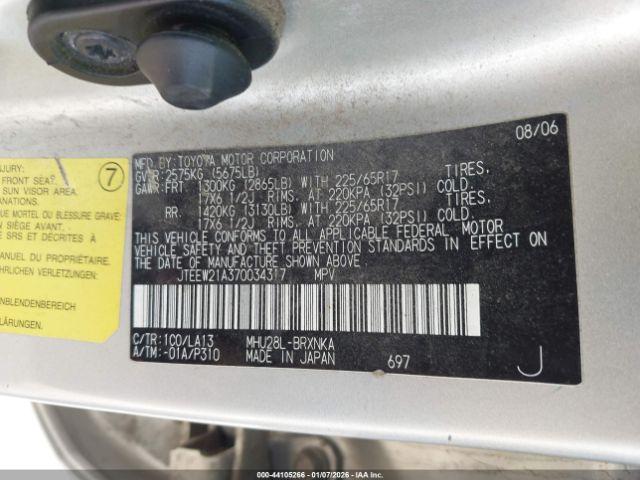 08/06
MFD.BY:TOYOTA MOTOR CORPORATION
GVWR:2575KG (5675LB)
GAWR:FRT 1300KG (2865LB) WITH 225/65R17 TIRES.
17X6 1/2J RIMS. AT 220KPA (32PSI) COLD.
RR. 1420KG (3130LB) WITH 225/65R17 TIRES.
17X6 1/2J RIMS. AT 220KPA (32PSI) COLD.
THIS VEHICLE CONFORMS TO ALL APPLICABLE FEDERAL MOTOR
VEHICLE SAFETY AND THEFT PREVENTION STANDARDS IN EFFECT ON
THE DATE OF MANUFACTURE SHOWN ABOVE.
JTEEW21A370034317 MPV
C/TR:1C0/LA13 MHU28L-BRXNKA
A/TM:-01A/P310 MADE IN JAPAN 697 J
7
NJURY:
FRONT SEAT
SUN VISOR AREA.
QUE MORTEL OU BLESSURE GRAVE:
SIÈGE AVANT.
E SRS ET DÉCRITES À
MANUEL DU PROPRIÉTAIRE.
HRLICHEN VERLETZUNGEN:
NBLENDENBEREICH
000-44105266 - 01/07/2026 - IAA Inc.